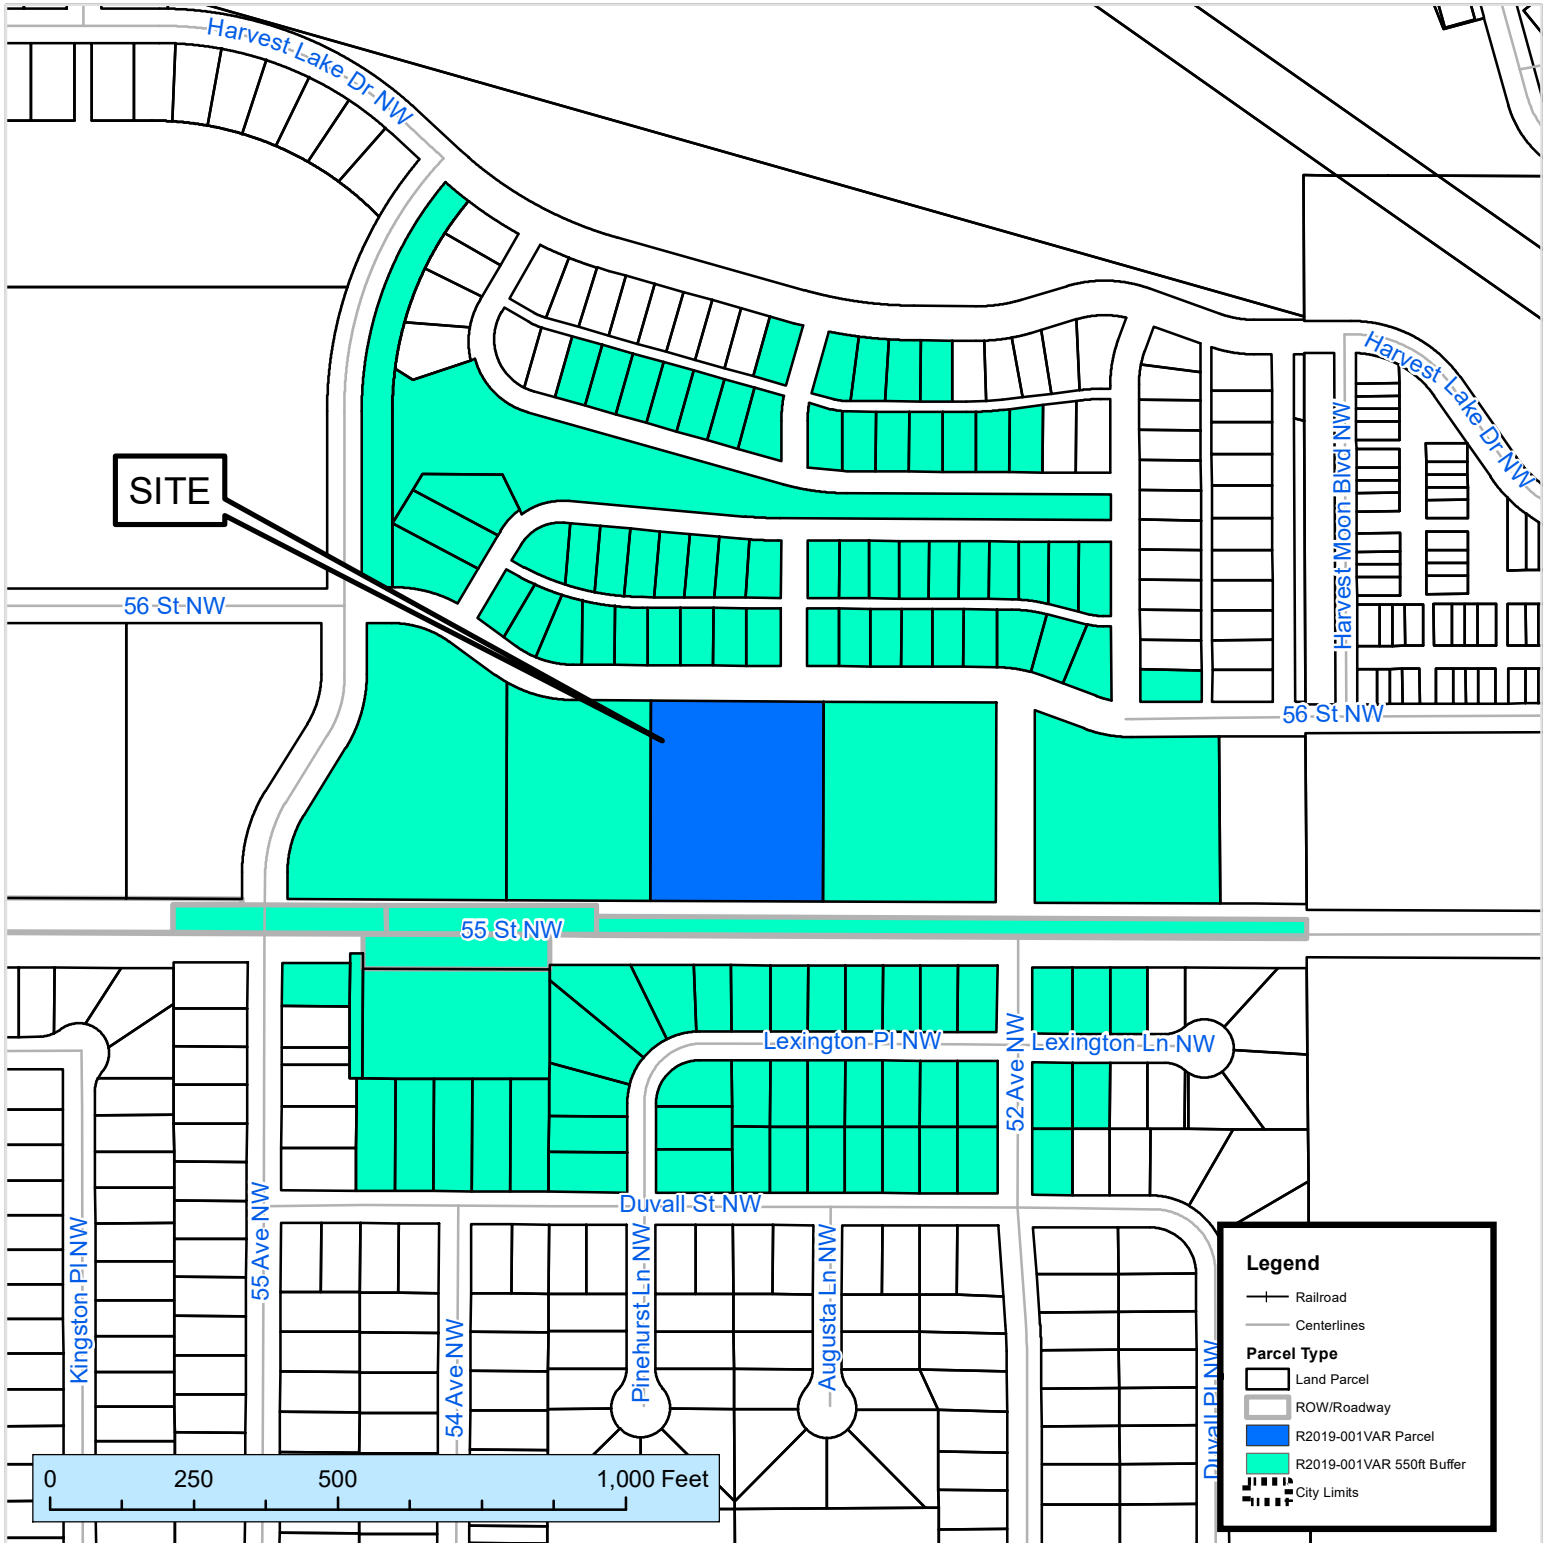 Harvest Lake Dr NW
Harvest Lake Dr NW
Harvest Moon Blvd NW
SITE
56 St NW
56 St NW
55 St NW
Lexington Pl NW
Lexington Ln NW
52 Ave NW
Duvall St NW
Kingston Pl NW
55 Ave NW
54 Ave NW
Pinehurst Ln NW
Augusta Ln NW
Duvall Pl NW
Legend
Railroad
Centerlines
Parcel Type
Land Parcel
ROW/Roadway
R2019-001VAR Parcel
R2019-001VAR 550ft Buffer
City Limits
0 250 500 1,000 Feet